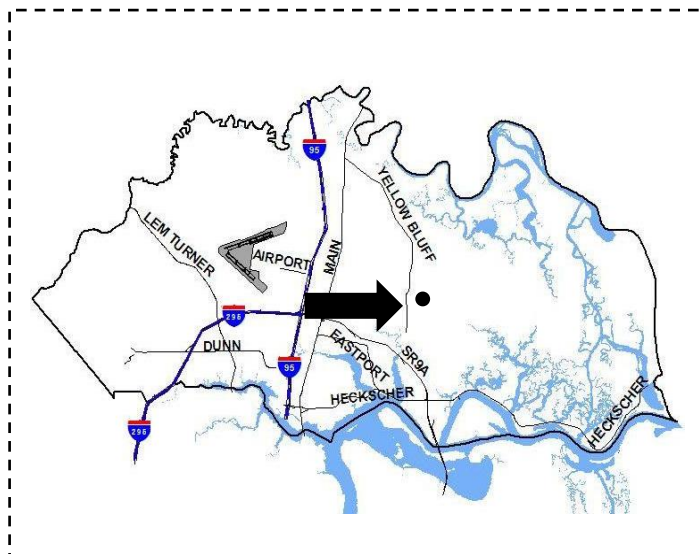 95
YELLOW BLUFF
LEM TURNER
AIRPORT
MAIN
295
DUNN
EASTPORT
SR9A
95
HECKSCHER
HECKSCHER
295